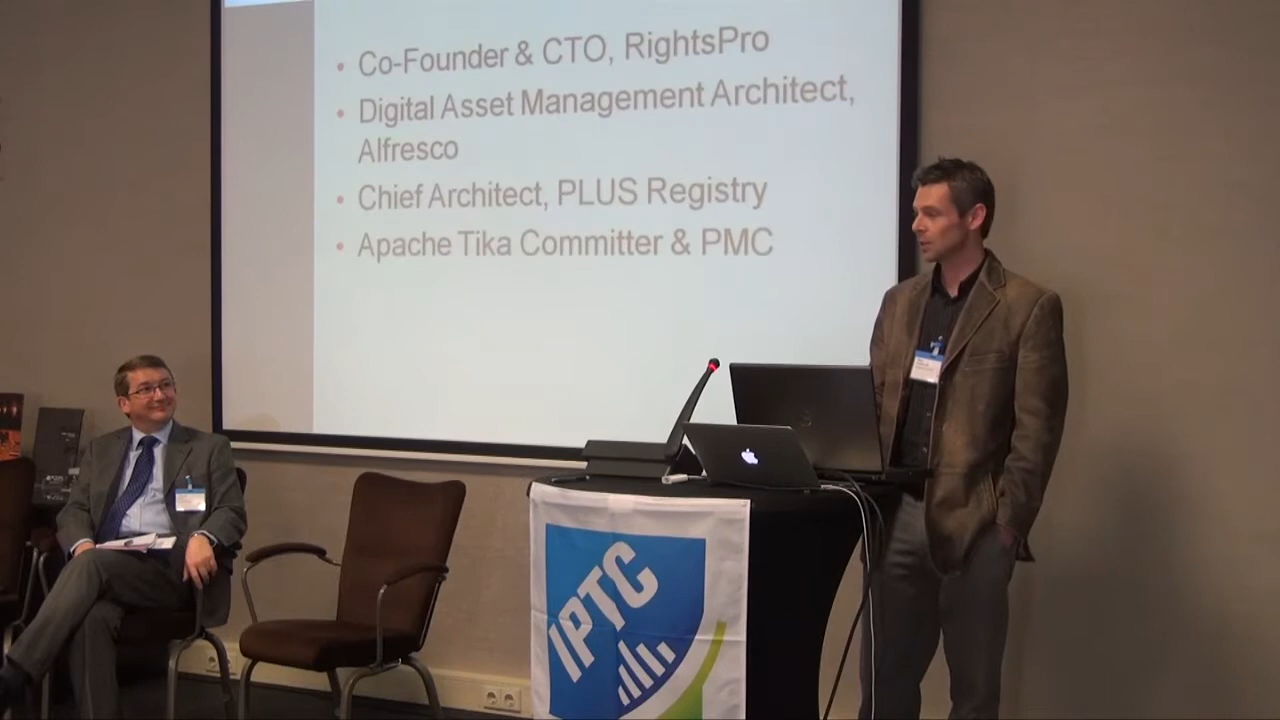 • Co-Founder & CTO, RightsPro
• Digital Asset Management Architect,
Alfresco
• Chief Architect, PLUS Registry
• Apache Tika Committer & PMC
IPTC